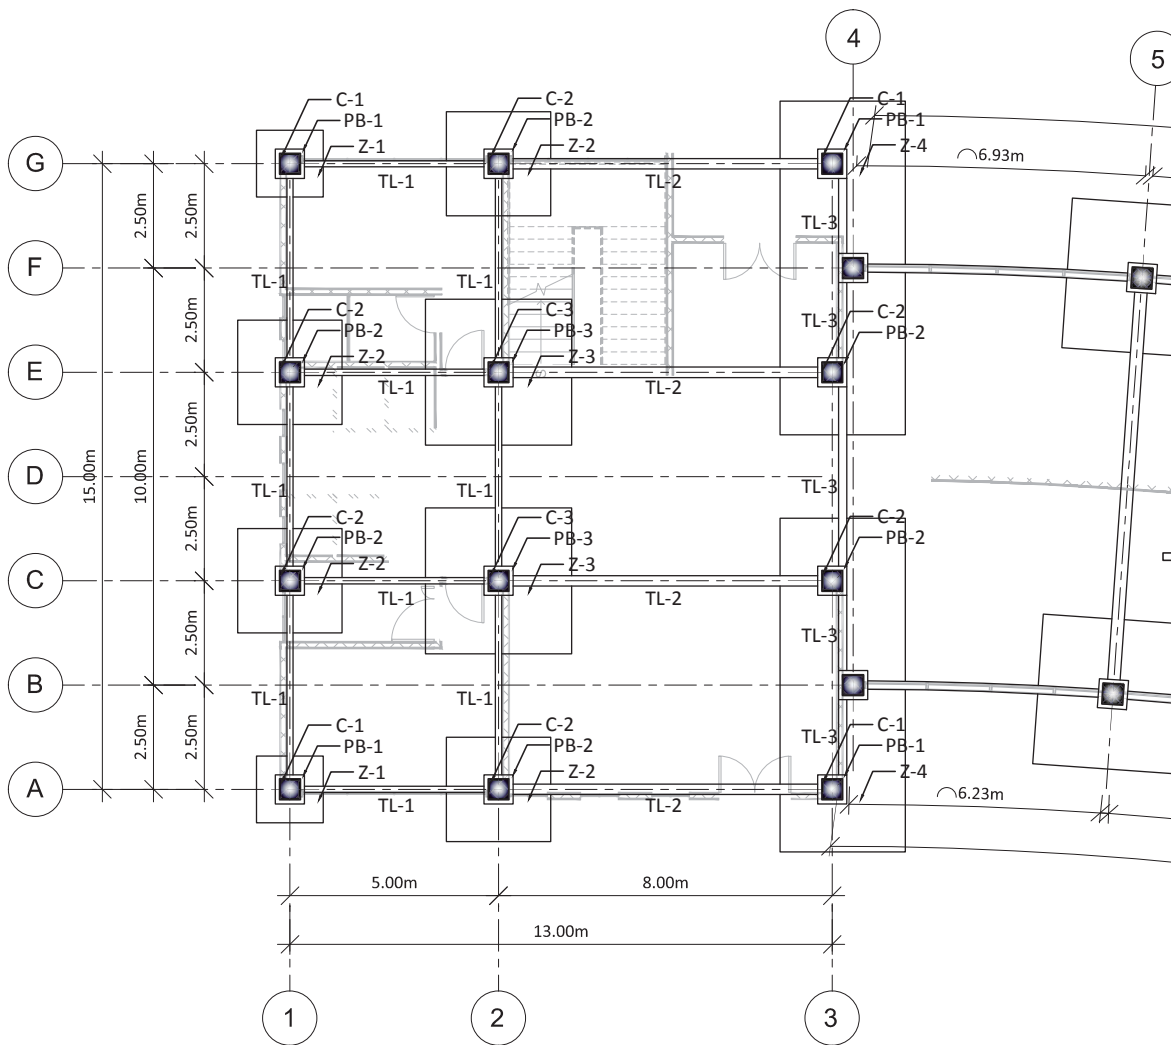 4
5
C-1
PB-1
Z-1
C-2
PB-2
Z-2
C-1
PB-1
Z-4
G
6.93m
TL-1
TL-2
2.50m
2.50m
TL-3
F
TL-1
TL-1
C-2
PB-2
Z-2
C-3
PB-3
Z-3
TL-3
C-2
PB-2
2.50m
E
TL-1
TL-2
15.00m
10.00m
2.50m
D
TL-1
TL-1
TL-3
C-2
PB-2
Z-2
C-3
PB-3
Z-3
C-2
PB-2
2.50m
C
TL-1
TL-2
2.50m
TL-3
B
TL-1
TL-1
2.50m
2.50m
C-1
PB-1
Z-1
C-2
PB-2
Z-2
TL-3
C-1
PB-1
Z-4
A
TL-1
TL-2
6.23m
5.00m
8.00m
13.00m
1
2
3